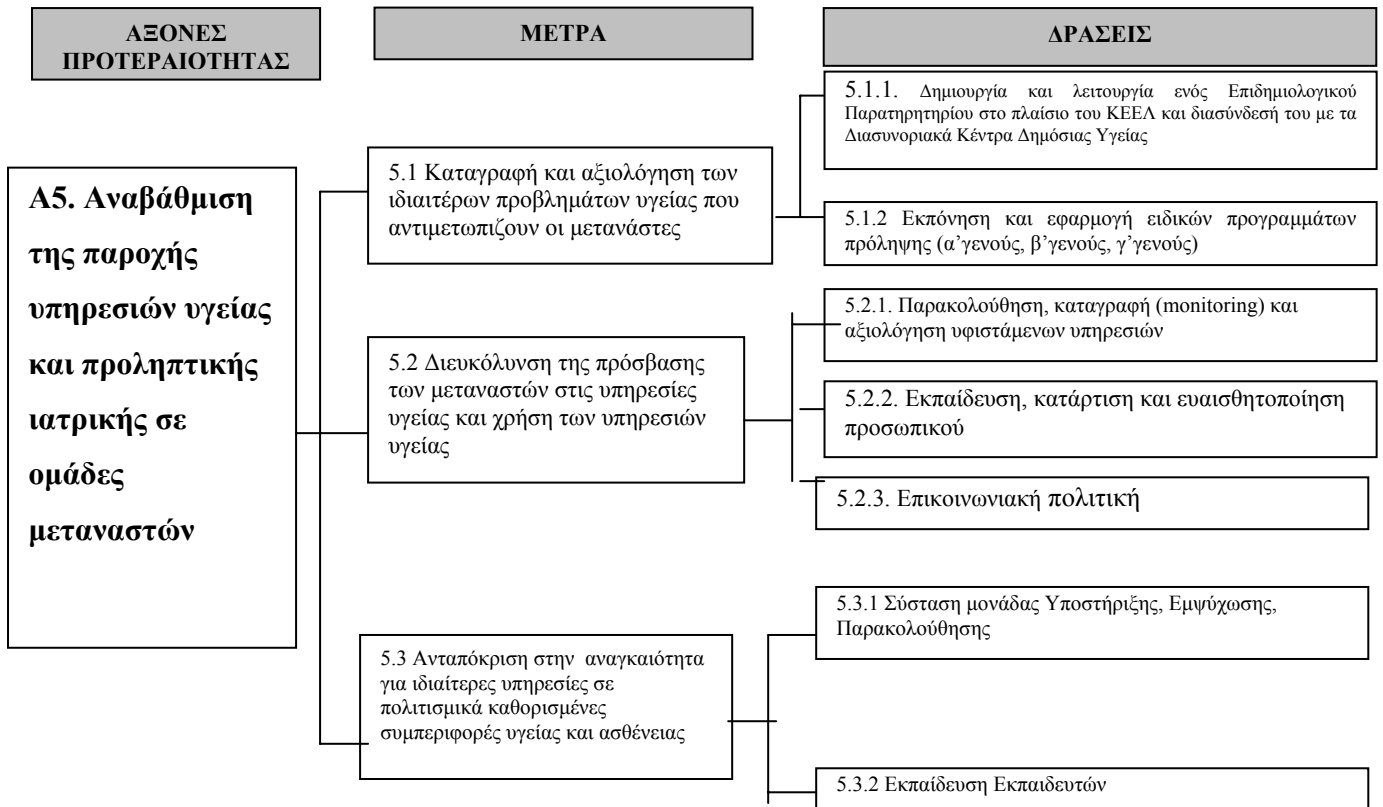 ΑΞΟΝΕΣ
ΠΡΟΤΕΡΑΙΟΤΗΤΑΣ
ΜΕΤΡΑ
ΔΡΑΣΕΙΣ
Α5. Αναβάθμιση
της παροχής
υπηρεσιών υγείας
και προληπτικής
ιατρικής σε
ομάδες
μεταναστών
5.1 Καταγραφή και αξιολόγηση των
ιδιαιτέρων προβλημάτων υγείας που
αντιμετωπιζουν οι μετανάστες
5.1.1. Δημιουργία και λειτουργία ενός Επιδημιολογικού
Παρατηρητηρίου στο πλαίσιο του ΚΕΕΛ και διασύνδεσή του με τα
Διασυνοριακά Κέντρα Δημόσιας Υγείας
5.1.2 Εκπόνηση και εφαρμογή ειδικών προγραμμάτων
πρόληψης (α’γενούς, β’γενούς, γ’γενούς)
5.2 Διευκόλυνση της πρόσβασης
των μεταναστών στις υπηρεσίες
υγείας και χρήση των υπηρεσιών
υγείας
5.2.1. Παρακολούθηση, καταγραφή (monitoring) και
αξιολόγηση υφιστάμενων υπηρεσιών
5.2.2. Εκπαίδευση, κατάρτιση και ευαισθητοποίηση
προσωπικού
5.2.3. Επικοινωνιακή πολιτική
5.3 Ανταπόκριση στην αναγκαιότητα
για ιδιαίτερες υπηρεσίες σε
πολιτισμικά καθορισμένες
συμπεριφορές υγείας και ασθένειας
5.3.1 Σύσταση μονάδας Υποστήριξης, Εμψύχωσης,
Παρακολούθησης
5.3.2 Εκπαίδευση Εκπαιδευτών